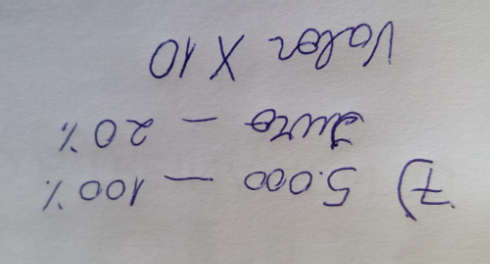 7) 5.000 — 100%
Juro — 20%
Valor X 10